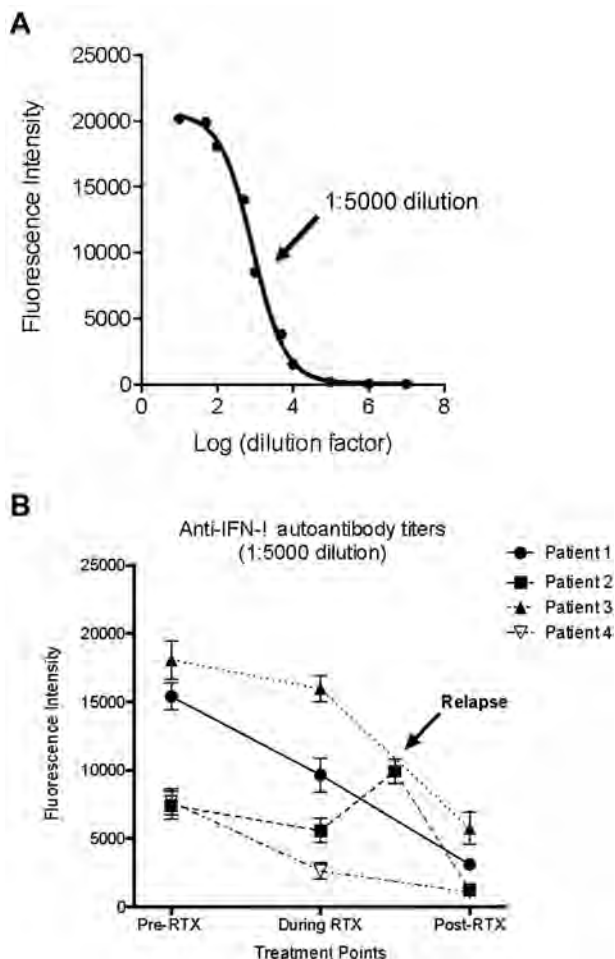 A
25000
20000
15000
10000
5000
0
Fluorescence Intensity
1:5000 dilution
0 2 4 6 8
Log (dilution factor)
B
Anti-IFN-! autoantibody titers
(1:5000 dilution)
Patient 1
Patient 2
Patient 3
Patient 4
25000
20000
15000
10000
5000
0
Fluorescence Intensity
Relapse
Pre-RTX During RTX Post-RTX
Treatment Points